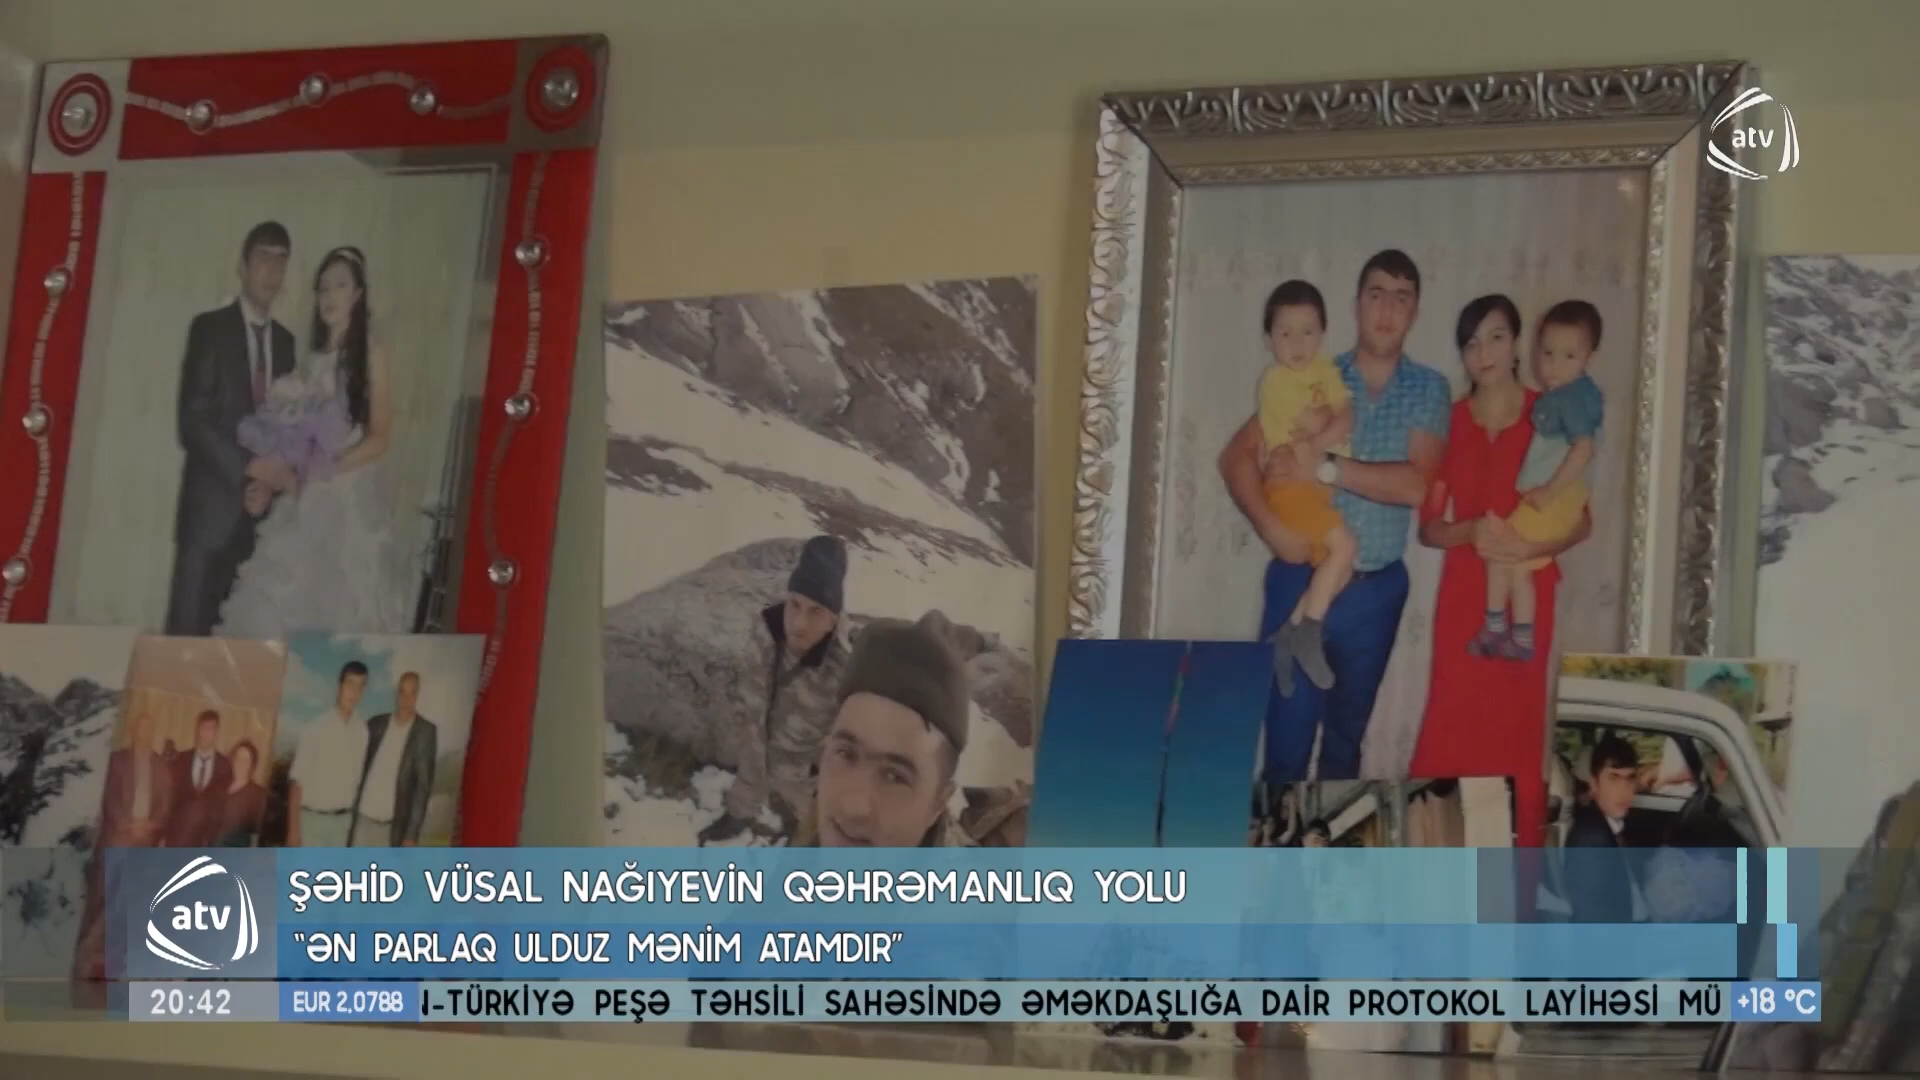 atv
atv
ŞƏHİD VÜSAL NAĞIYEVİN QƏHRƏMANLIQ YOLU
“ƏN PARLAQ ULDUZ MƏNİM ATAMDIR”
20:42
EUR 2,0788
N-TÜRKİYƏ PEŞƏ TƏHSİLİ SAHƏSİNDƏ ƏMƏKDAŞLIĞA DAİR PROTOKOL LAYİHƏSİ MÜ
+18 °C